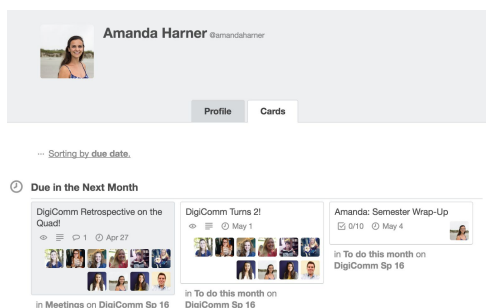 Amanda Harner @amandaharner
Profile Cards
... Sorting by due date.
Due in the Next Month
DigiComm Retrospective on the
Quad!
1 Apr 27
in Meetings on DigiComm Sp 16
DigiComm Turns 2!
May 1
in To do this month on
DigiComm Sp 16
Amanda: Semester Wrap-Up
0/10 May 4
in To do this month on
DigiComm Sp 16